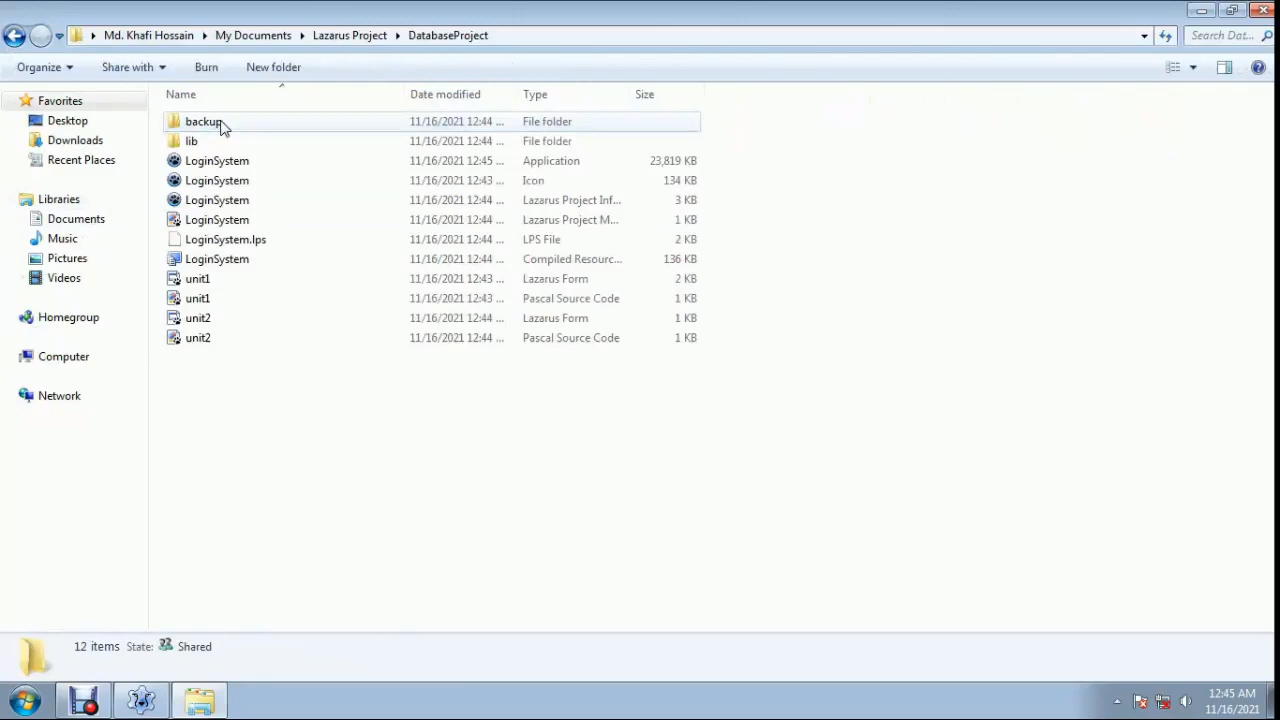 Md. Khafi Hossain My Documents Lazarus Project DatabaseProject Search Dat...
Organize Share with Burn New folder
Name Date modified Type Size
Favorites
Desktop
Downloads
Recent Places
Libraries
Documents
Music
Pictures
Videos
Homegroup
Computer
Network
backup 11/16/2021 12:44 ... File folder
lib 11/16/2021 12:44 ... File folder
LoginSystem 11/16/2021 12:45 ... Application 23,819 KB
LoginSystem 11/16/2021 12:43 ... Icon 134 KB
LoginSystem 11/16/2021 12:44 ... Lazarus Project Inf... 3 KB
LoginSystem 11/16/2021 12:44 ... Lazarus Project M... 1 KB
LoginSystem.lps 11/16/2021 12:44 ... LPS File 2 KB
LoginSystem 11/16/2021 12:44 ... Compiled Resourc... 136 KB
unit1 11/16/2021 12:43 ... Lazarus Form 2 KB
unit1 11/16/2021 12:43 ... Pascal Source Code 1 KB
unit2 11/16/2021 12:44 ... Lazarus Form 1 KB
unit2 11/16/2021 12:44 ... Pascal Source Code 1 KB
12 items State: Shared
12:45 AM
11/16/2021